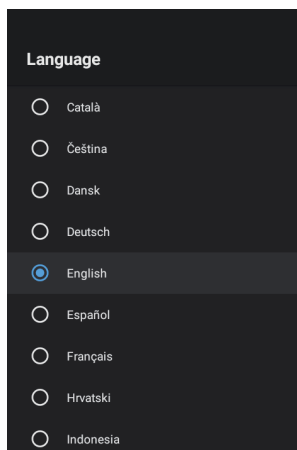 Language
Català
Čeština
Dansk
Deutsch
English
Español
Français
Hrvatski
Indonesia